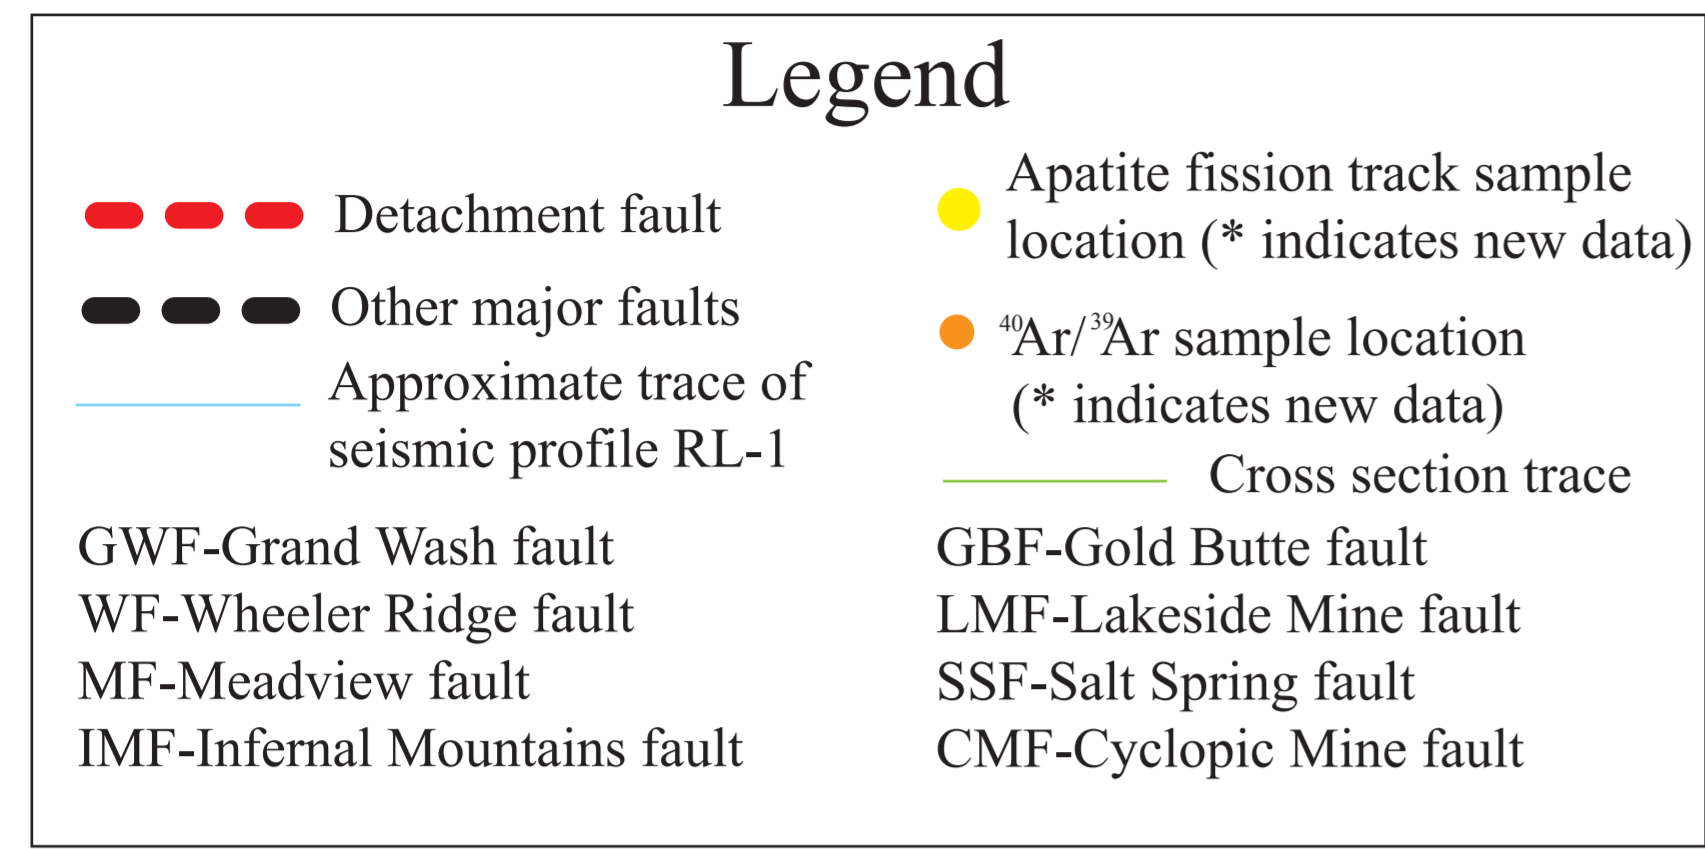 Legend
Detachment fault
Other major faults
Approximate trace of
seismic profile RL-1
GWF-Grand Wash fault
WF-Wheeler Ridge fault
MF-Meadview fault
IMF-Infernal Mountains fault
Apatite fission track sample
location (* indicates new data)
⁴⁰Ar/³⁹Ar sample location
(* indicates new data)
Cross section trace
GBF-Gold Butte fault
LMF-Lakeside Mine fault
SSF-Salt Spring fault
CMF-Cyclopic Mine fault